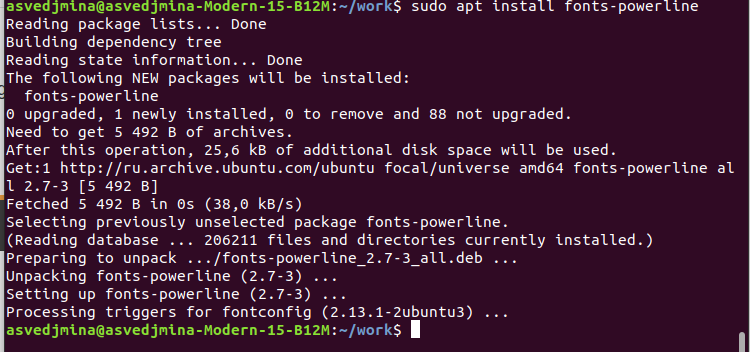 asvedjmina@asvedjmina-Modern-15-B12M:~/work$ sudo apt install fonts-powerline
Reading package lists... Done
Building dependency tree
Reading state information... Done
The following NEW packages will be installed:
  fonts-powerline
0 upgraded, 1 newly installed, 0 to remove and 88 not upgraded.
Need to get 5 492 B of archives.
After this operation, 25,6 kB of additional disk space will be used.
Get:1 http://ru.archive.ubuntu.com/ubuntu focal/universe amd64 fonts-powerline al
l 2.7-3 [5 492 B]
Fetched 5 492 B in 0s (38,0 kB/s)
Selecting previously unselected package fonts-powerline.
(Reading database ... 206211 files and directories currently installed.)
Preparing to unpack .../fonts-powerline_2.7-3_all.deb ...
Unpacking fonts-powerline (2.7-3) ...
Setting up fonts-powerline (2.7-3) ...
Processing triggers for fontconfig (2.13.1-2ubuntu3) ...
asvedjmina@asvedjmina-Modern-15-B12M:~/work$